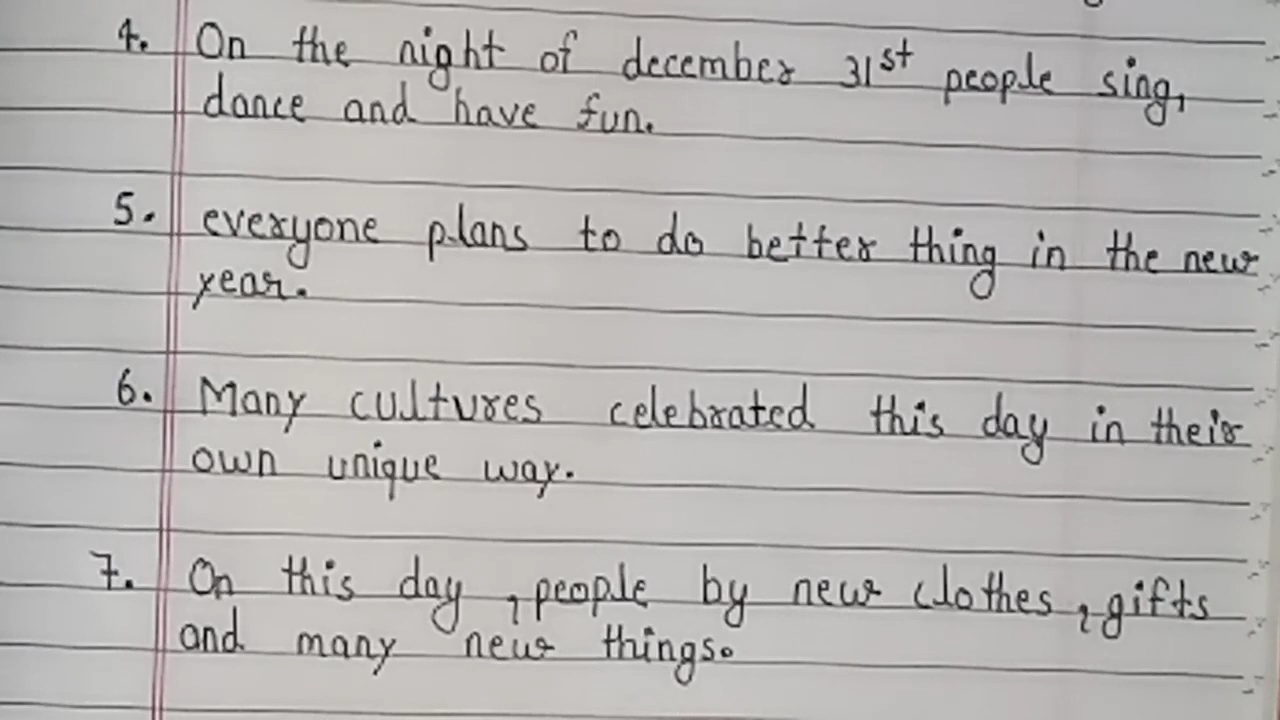 4. On the night of december 31st people sing,
dance and have fun.
5. everyone plans to do better thing in the new
year.
6. Many cultures celebrated this day in their
own unique way.
7. On this day , people by new clothes , gifts
and many new things.